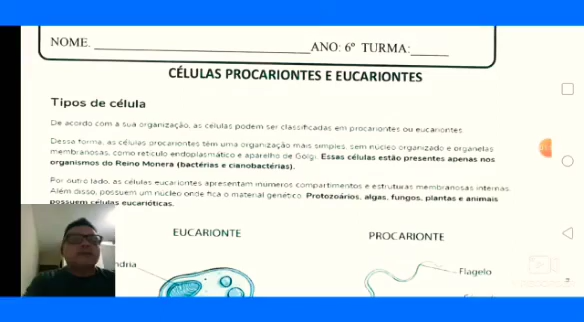 NOME. ANO: 6º TURMA:
CÉLULAS PROCARIONTES E EUCARIONTES
Tipos de célula
De acordo com a sua organização, as células podem ser classificadas em procariontes ou eucariontes
Dessa forma, as células procariontes têm uma organização mais simples, sem núcleo organizado e organelas
membranosas, como retículo endoplasmático e aparelho de Golgi. Essas células estão presentes apenas nos
organismos do Reino Monera (bactérias e cianobactérias).
Por outro lado, as células eucariontes apresentam inúmeros compartimentos e estruturas membranosas internas.
Além disso, possuem um núcleo onde fica o material genético. Protozoários, algas, fungos, plantas e animais
possuem células eucarióticas.
EUCARIONTE PROCARIONTE
ndria
Flagelo